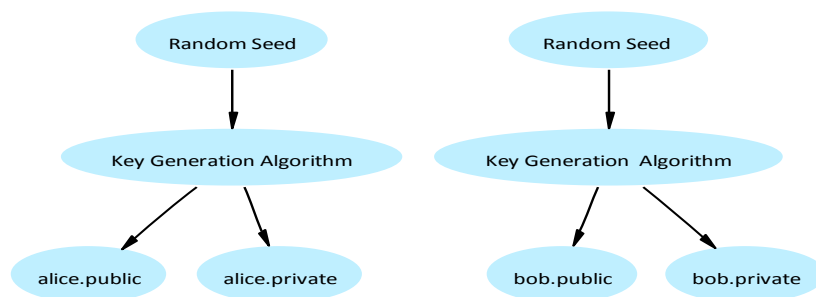 Random Seed
Random Seed
Key Generation Algorithm
Key Generation  Algorithm
alice.public
alice.private
bob.public
bob.private